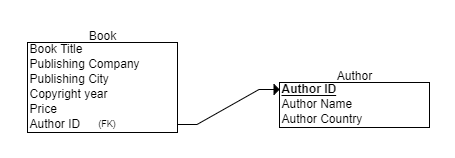 Book
Book Title
Publishing Company
Publishing City
Copyright year
Price
Author ID (FK)
Author
Author ID
Author Name
Author Country